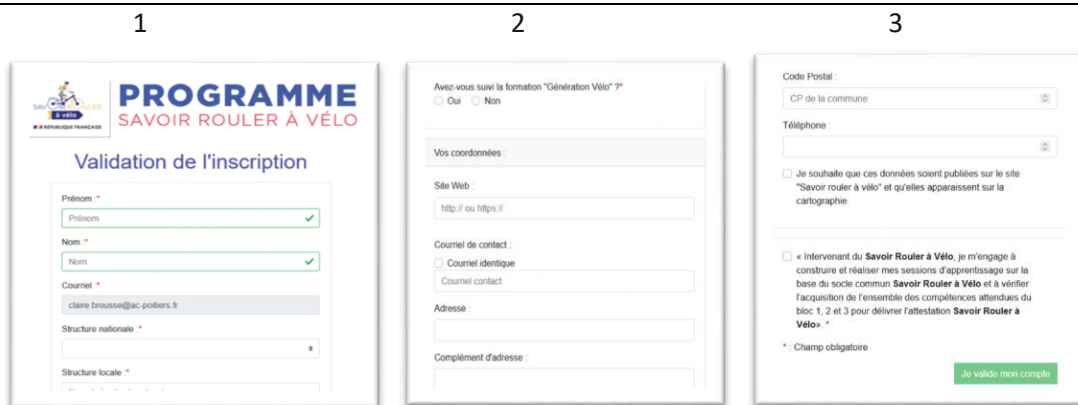 1
2
3
SAVOIR ROULER
à vélo
RÉPUBLIQUE FRANÇAISE
PROGRAMME
SAVOIR ROULER À VÉLO
Validation de l'inscription
Prénom :*
Prénom
Nom :*
Nom
Courriel :*
claire.brousse@ac-poitiers.fr
Structure nationale :*
Structure locale :*
Avez-vous suivi la formation "Génération Vélo" ?*
Oui Non
Vos coordonnées :
Site Web :
http:// ou https://
Courriel de contact :
Courriel identique
Courriel contact
Adresse :
Complément d'adresse :
Code Postal :
CP de la commune
Téléphone :
Je souhaite que ces données soient publiées sur le site
"Savoir rouler à vélo" et qu'elles apparaissent sur la
cartographie
« Intervenant du Savoir Rouler à Vélo, je m'engage à
construire et réaliser mes sessions d'apprentissage sur la
base du socle commun Savoir Rouler à Vélo et à vérifier
l'acquisition de l'ensemble des compétences attendues du
bloc 1, 2 et 3 pour délivrer l'attestation Savoir Rouler à
Vélo». *
* : Champ obligatoire
Je valide mon compte